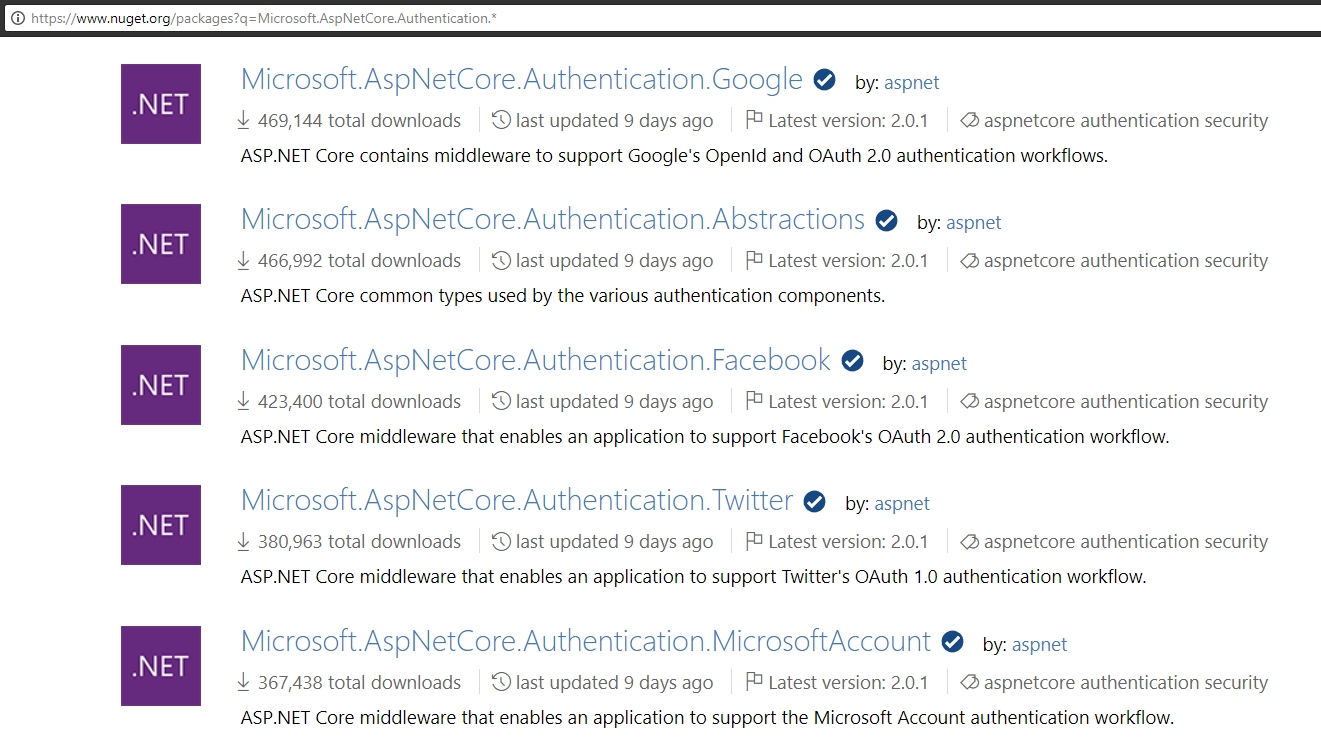 https://www.nuget.org/packages?q=Microsoft.AspNetCore.Authentication.*
.NET
Microsoft.AspNetCore.Authentication.Google by: aspnet
469,144 total downloads last updated 9 days ago Latest version: 2.0.1 aspnetcore authentication security
ASP.NET Core contains middleware to support Google's OpenId and OAuth 2.0 authentication workflows.
.NET
Microsoft.AspNetCore.Authentication.Abstractions by: aspnet
466,992 total downloads last updated 9 days ago Latest version: 2.0.1 aspnetcore authentication security
ASP.NET Core common types used by the various authentication components.
.NET
Microsoft.AspNetCore.Authentication.Facebook by: aspnet
423,400 total downloads last updated 9 days ago Latest version: 2.0.1 aspnetcore authentication security
ASP.NET Core middleware that enables an application to support Facebook's OAuth 2.0 authentication workflow.
.NET
Microsoft.AspNetCore.Authentication.Twitter by: aspnet
380,963 total downloads last updated 9 days ago Latest version: 2.0.1 aspnetcore authentication security
ASP.NET Core middleware that enables an application to support Twitter's OAuth 1.0 authentication workflow.
.NET
Microsoft.AspNetCore.Authentication.MicrosoftAccount by: aspnet
367,438 total downloads last updated 9 days ago Latest version: 2.0.1 aspnetcore authentication security
ASP.NET Core middleware that enables an application to support the Microsoft Account authentication workflow.